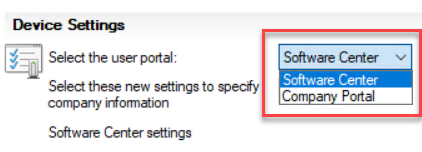 Device Settings
Select the user portal:
Software Center
Software Center
Company Portal
Select these new settings to specify
company information
Software Center settings